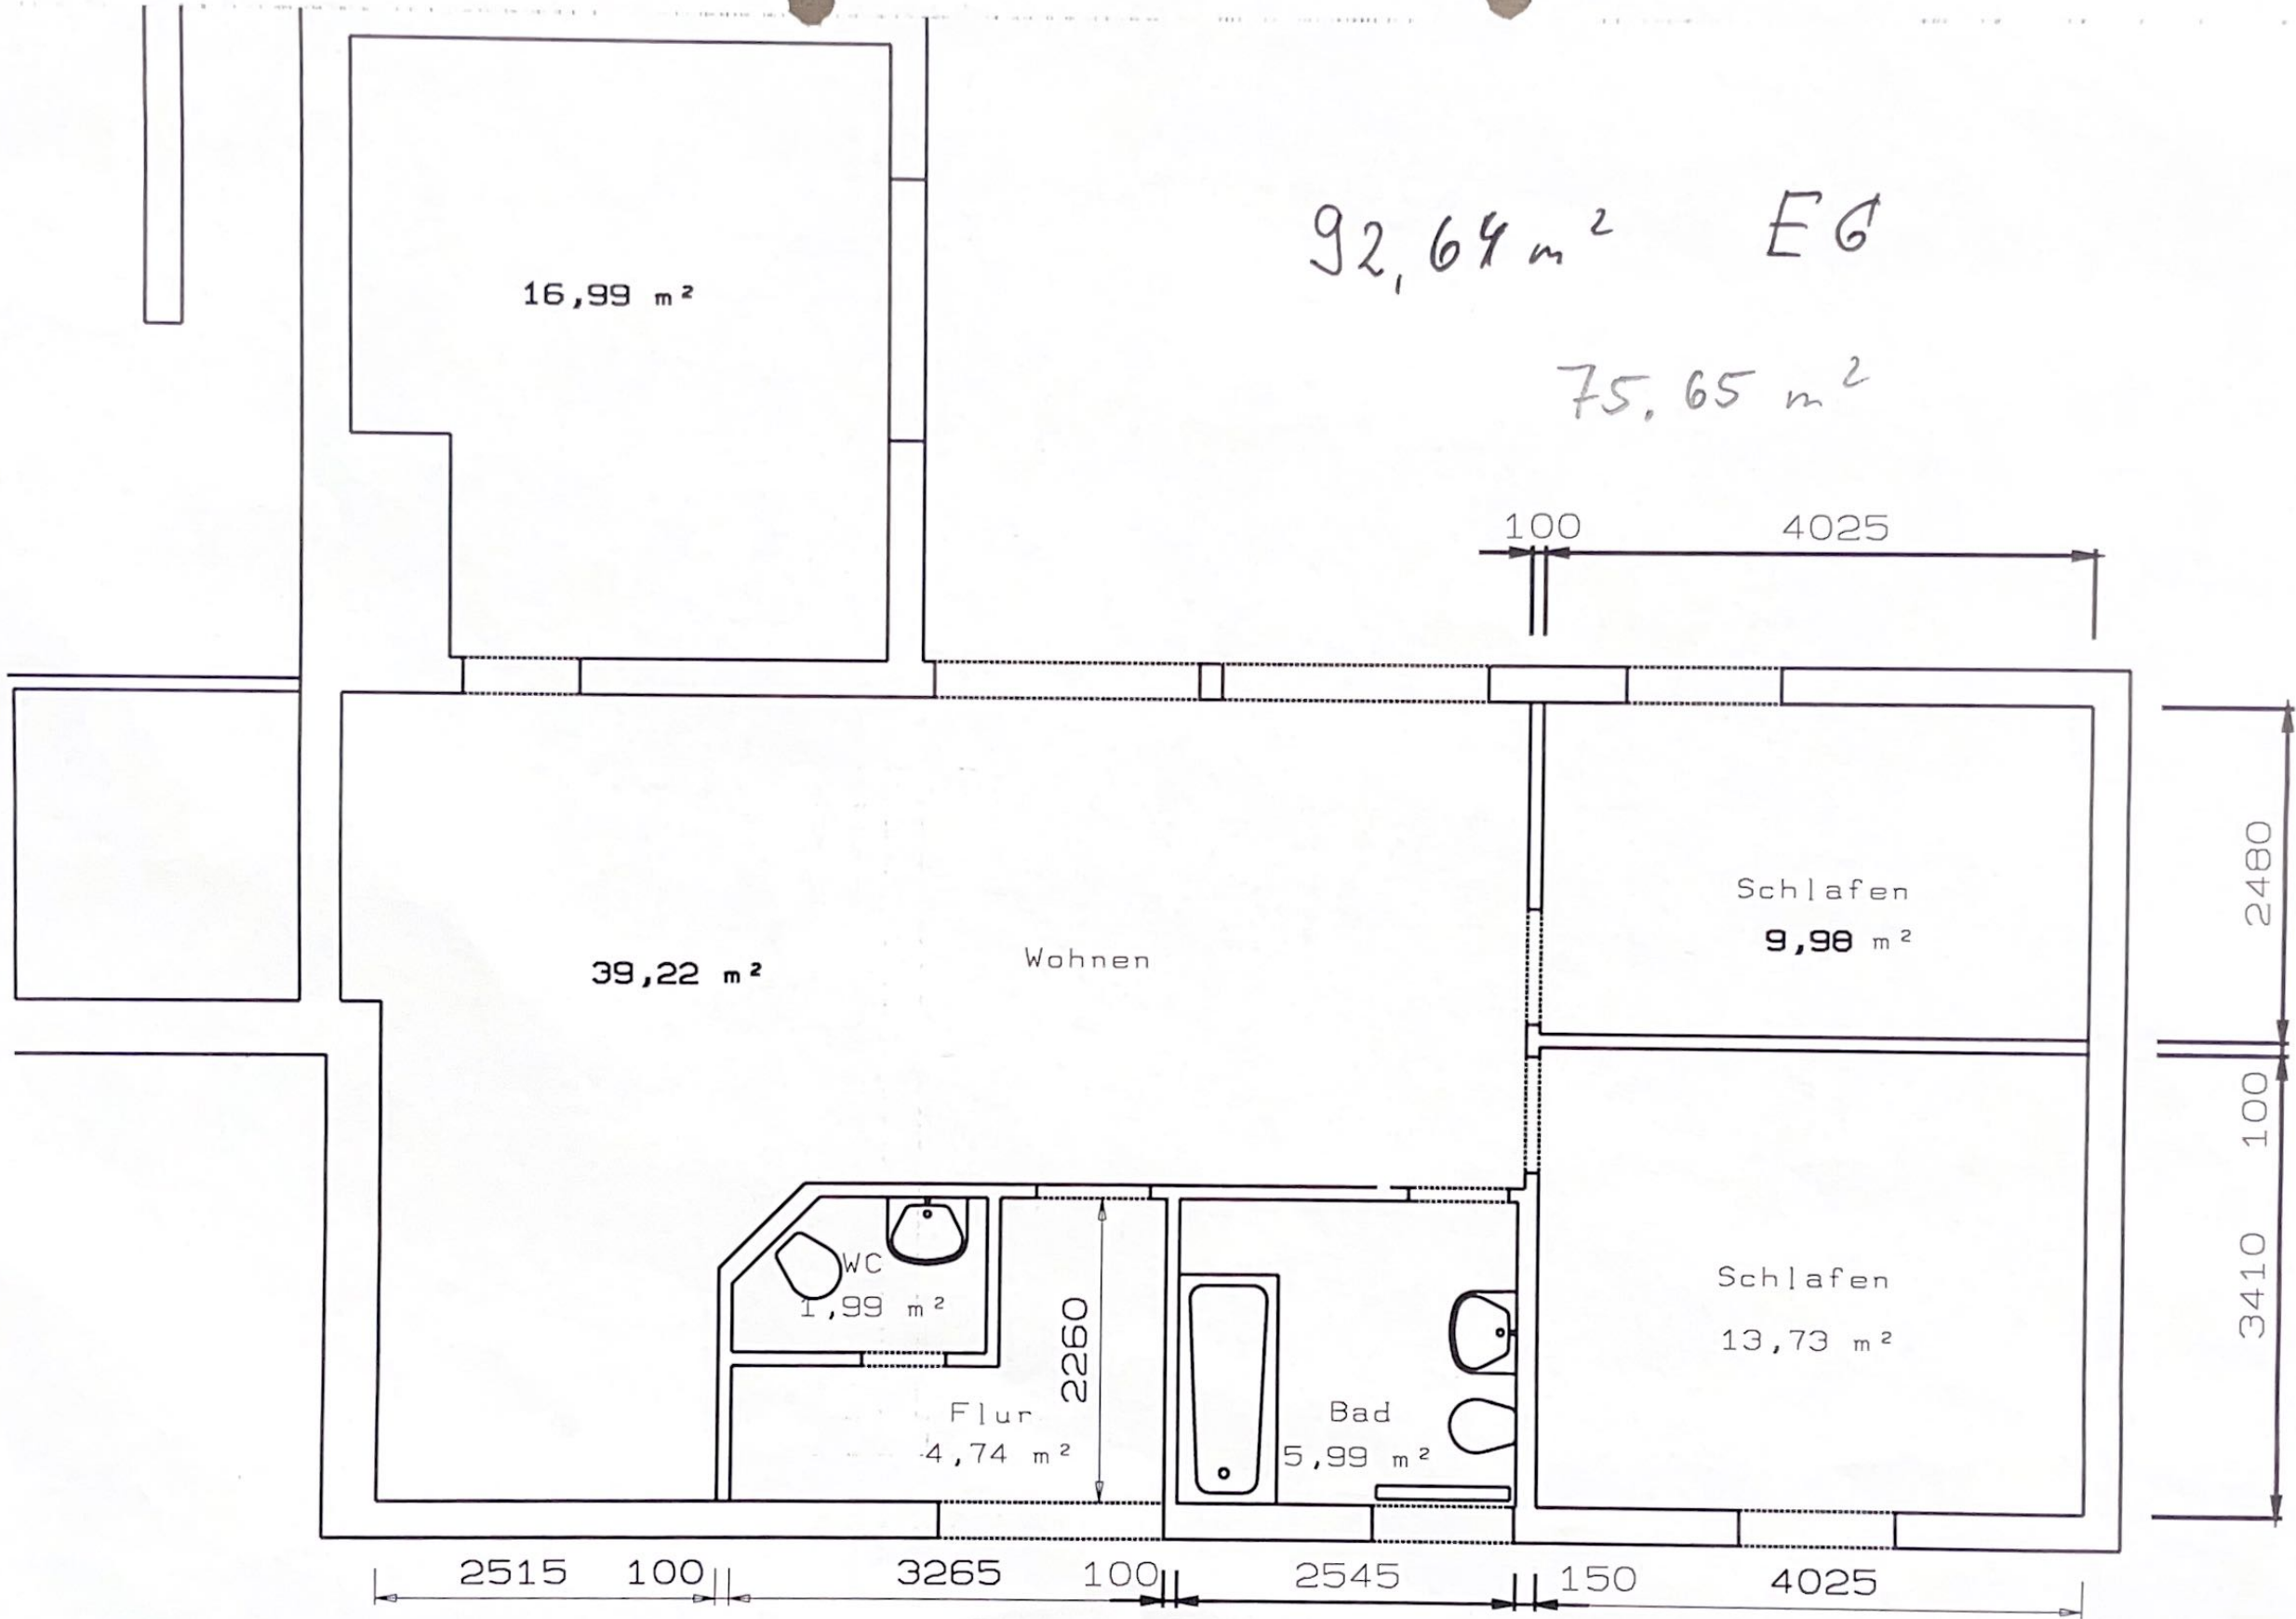 92,64 m²   EG
16,99 m²
75,65 m²
100   4025
2480
Schlafen
9,98 m²
Wohnen
39,22 m²
100
WC
1,99 m²
2260
3410
Schlafen
13,73 m²
Flur
4,74 m²
Bad
5,99 m²
2515   100   3265   100   2545   150   4025